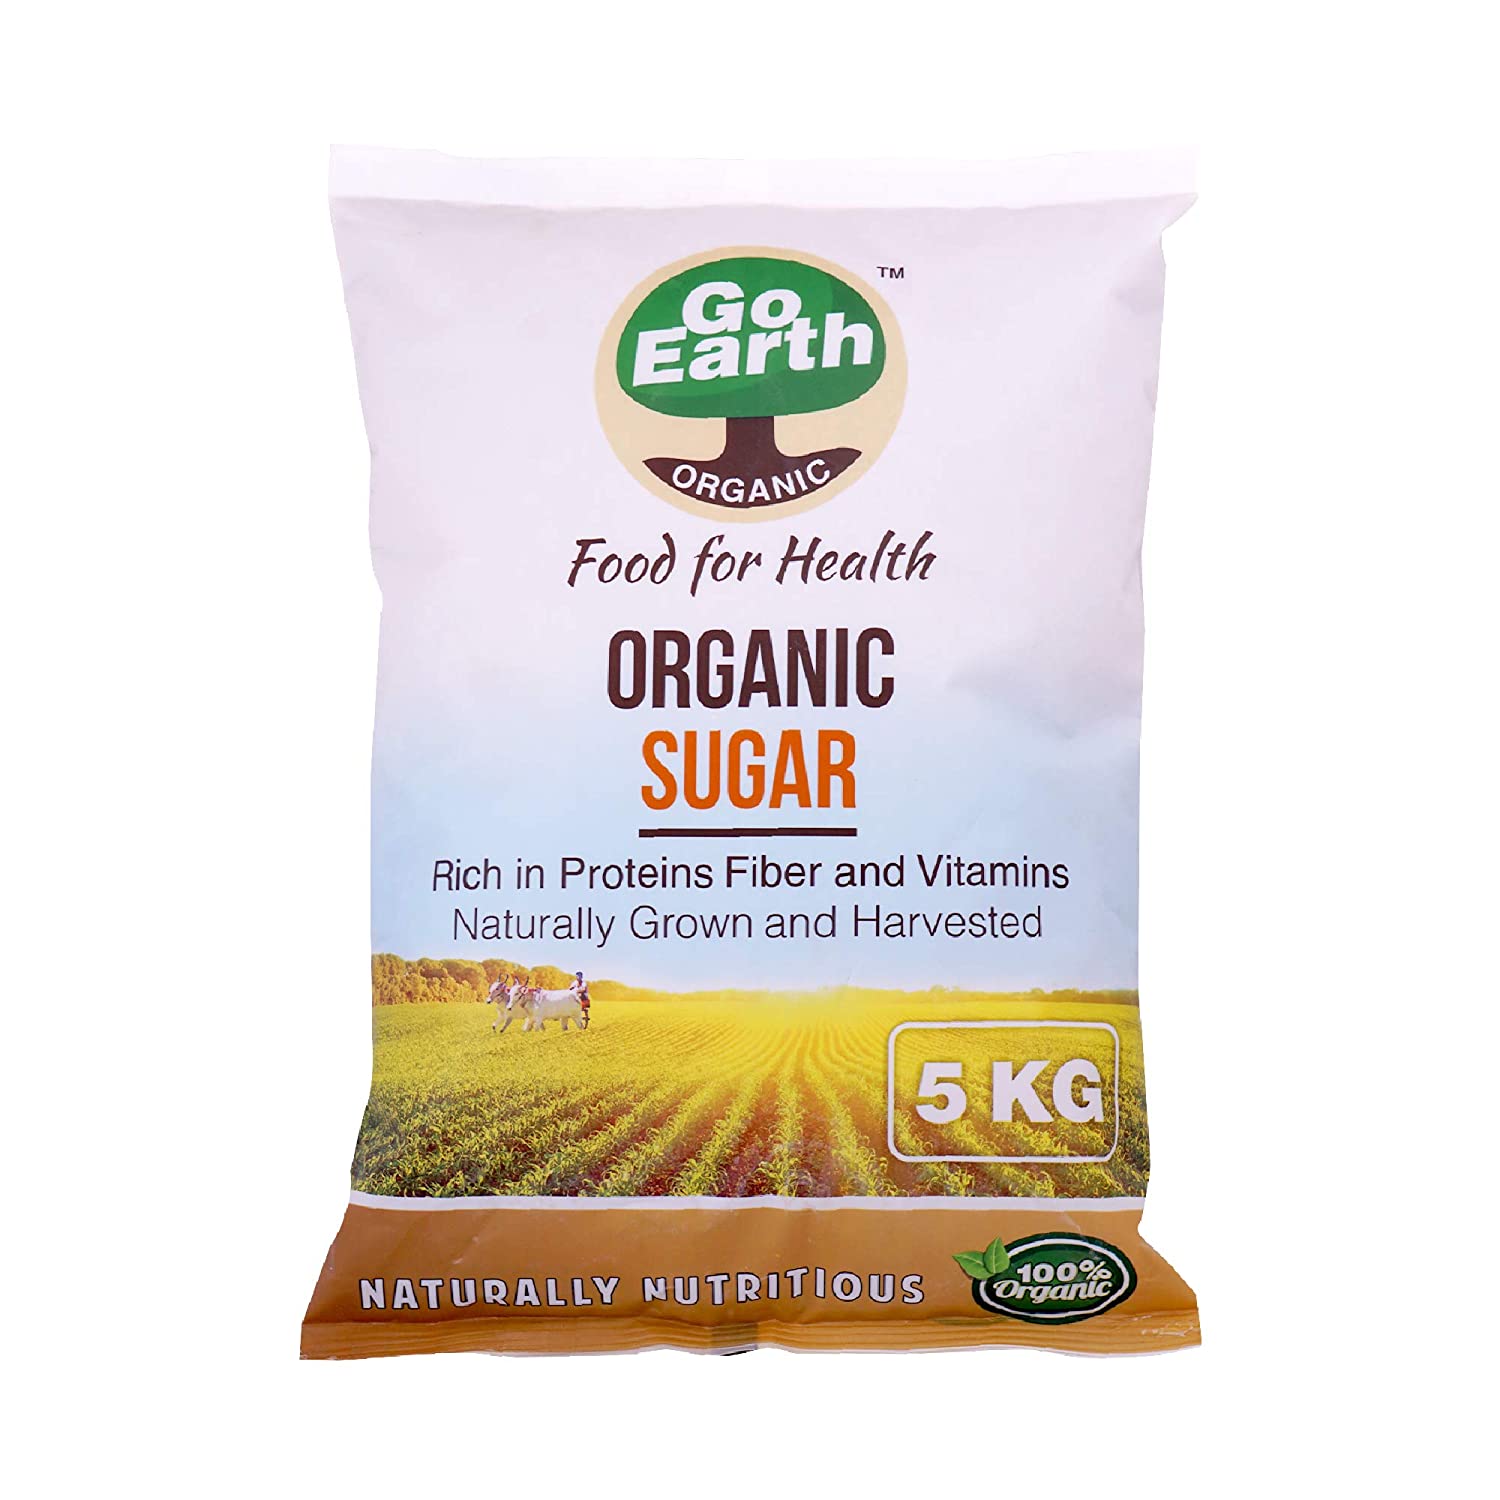 Go
Earth
TM
ORGANIC
Food for Health
ORGANIC
SUGAR
Rich in Proteins Fiber and Vitamins
Naturally Grown and Harvested
5 KG
NATURALLY NUTRITIOUS
100%
Organic